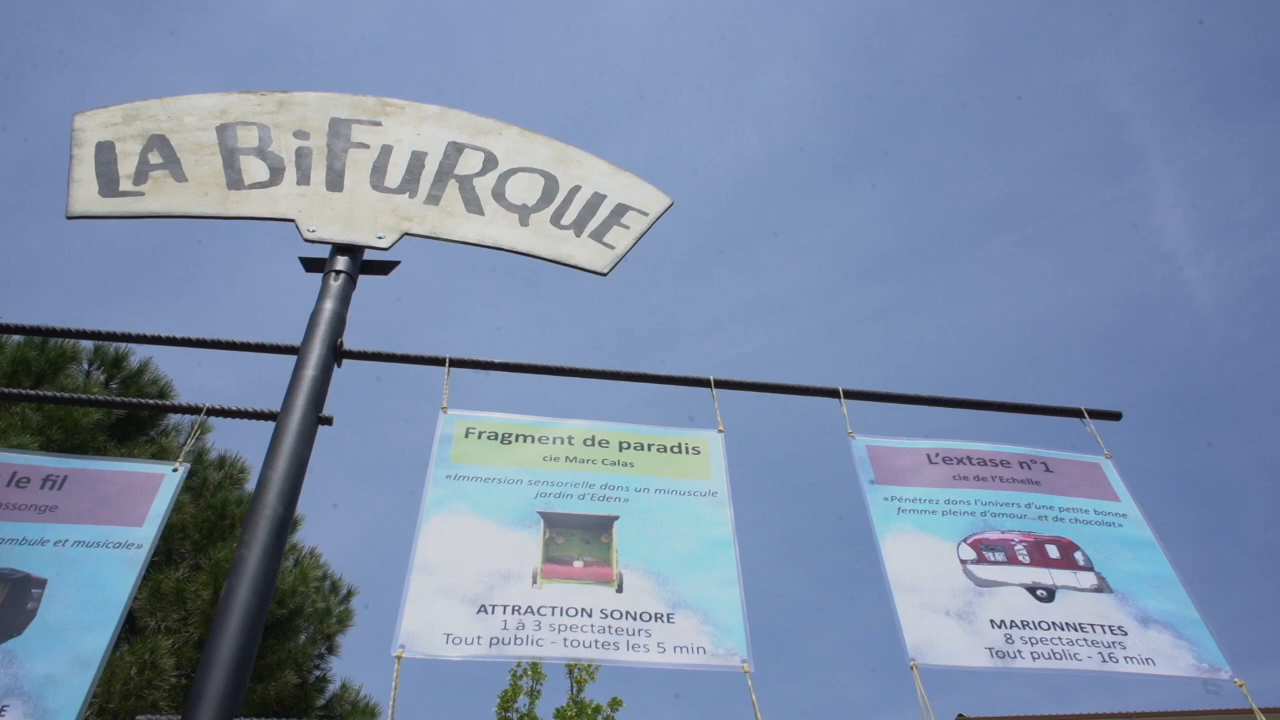 LA BiFuRQUE
le fil
ambule et musicale»
Fragment de paradis
cie Marc Calas
«Immersion sensorielle dans un minuscule
jardin d'Eden»
ATTRACTION SONORE
1 à 3 spectateurs
Tout public - toutes les 5 min
L'extase n°1
cie de l'Echelle
«Pénétrez dans l'univers d'une petite bonne
femme pleine d'amour...et de chocolat»
MARIONNETTES
8 spectacteurs
Tout public - 16 min